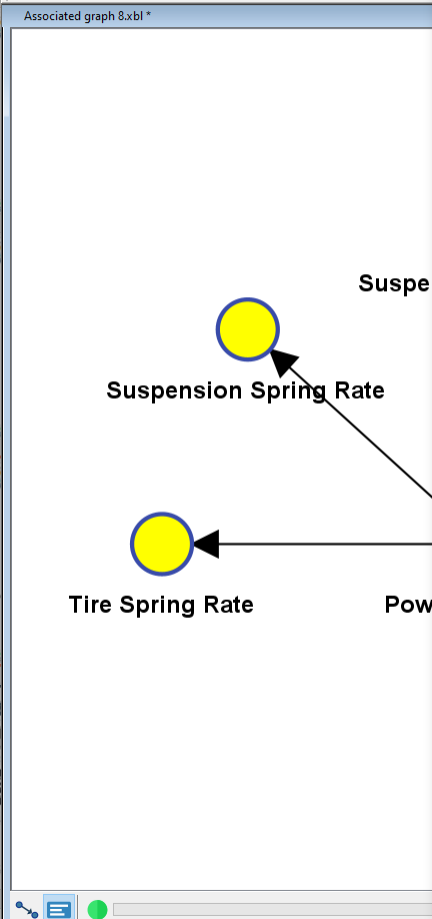 Associated graph 8.xbl *
Suspe
Suspension Spring Rate
Tire Spring Rate
Pow